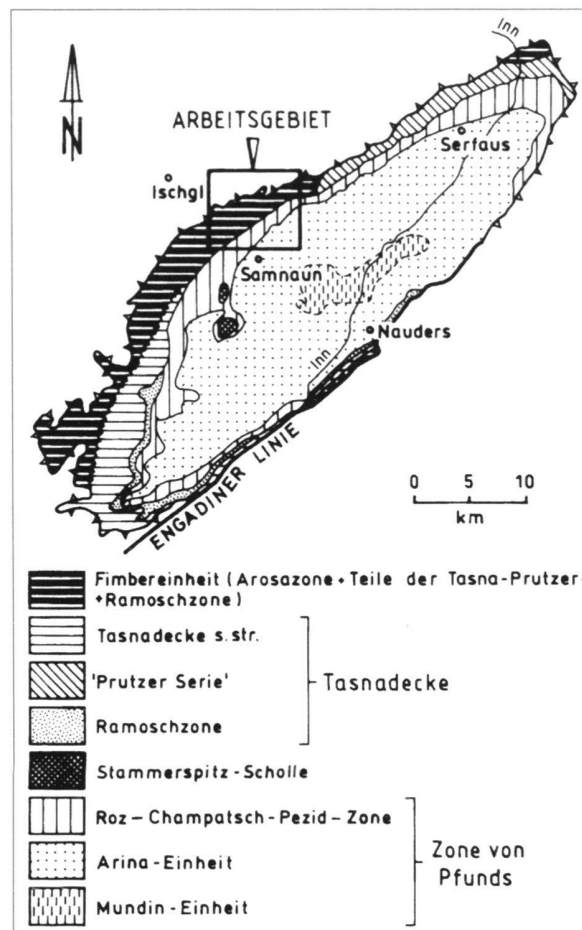 Inn
N
ARBEITSGEBIET
Ischgl
Serfaus
Samnaun
Nauders
Inn
ENGADINER LINIE
0 5 10
km
Fimbereinheit (Arosazone + Teile der Tasna-Prutzer-
+Ramoschzone)
Tasnadecke s. str.
'Prutzer Serie'
Tasnadecke
Ramoschzone
Stammerspitz-Scholle
Roz-Champatsch-Pezid-Zone
Arina-Einheit
Zone von
Pfunds
Mundin-Einheit